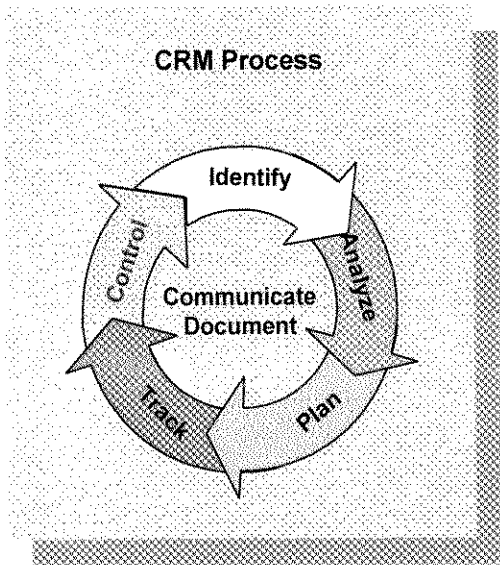 CRM Process
Identify
Analyze
Plan
Track
Control
Communicate
Document